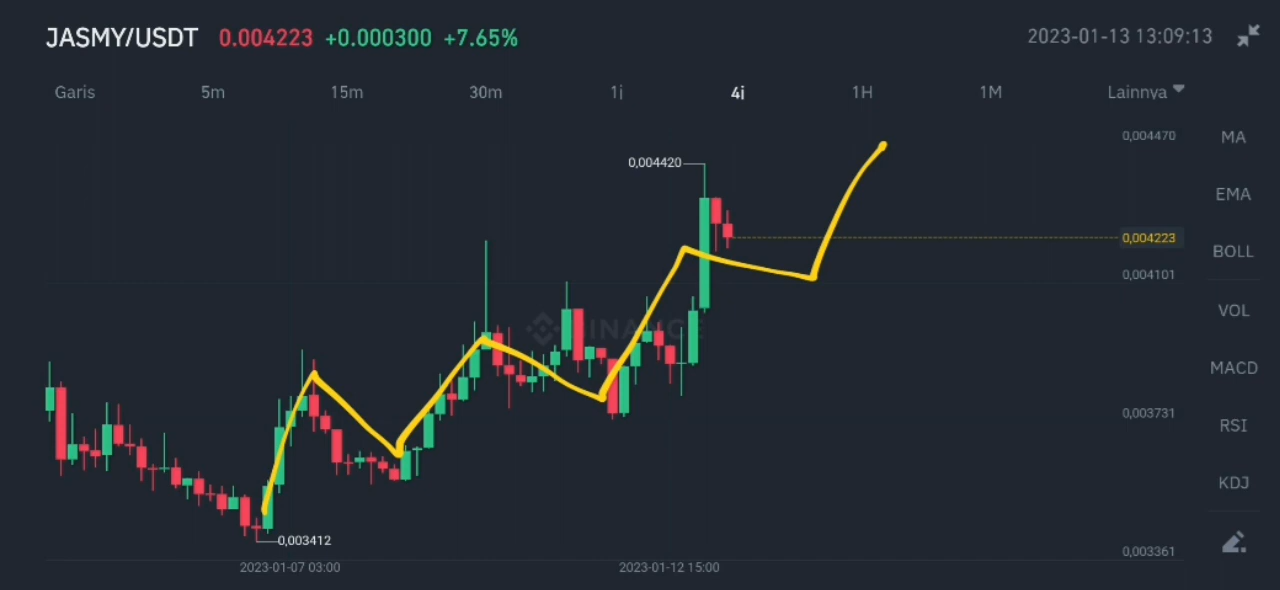 JASMY/USDT 0.004223 +0.000300 +7.65% 2023-01-13 13:09:13
Garis 5m 15m 30m 1j 4j 1H 1M Lainnya
0,004470 MA
0,004420
EMA
0,004223
BOLL
0,004101
VOL
BINANCE
MACD
0,003731
RSI
KDJ
0,003412
0,003361
2023-01-07 03:00 2023-01-12 15:00